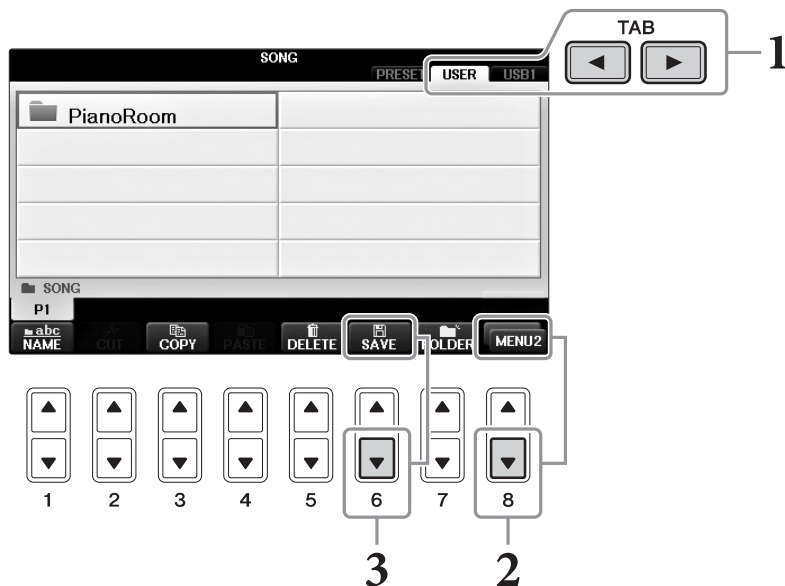 TAB
1
SONG
PRESET USER USB1
PianoRoom
SONG
P1
abc
NAME CUT COPY PASTE DELETE SAVE FOLDER MENU2
1 2 3 4 5 6 7 8
3 2